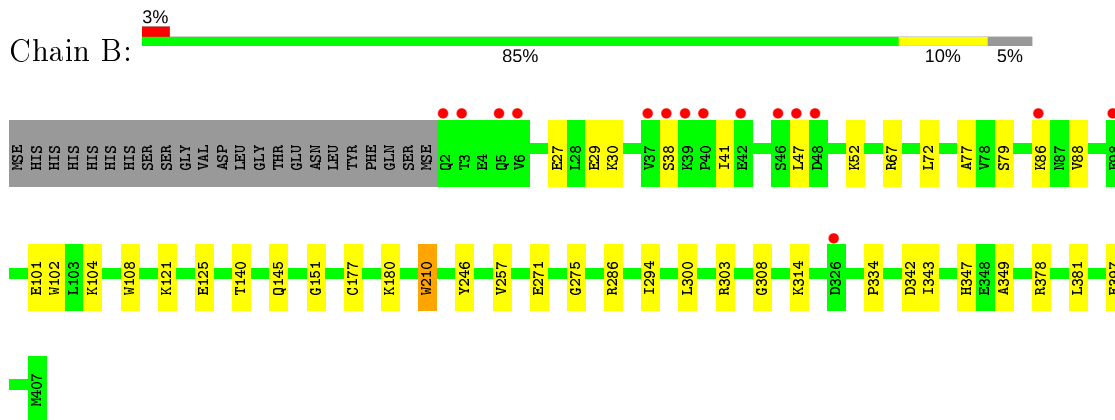 3%
Chain B:
85% 10% 5%
MSE HIS HIS HIS HIS HIS HIS SER SER GLY VAL ASP LEU GLY THR GLU ASN LEU TYR PHE GLN SER MSE Q2 T3 E4 Q5 V6 E27 L28 E29 K30 V37 S38 K39 P40 I41 E42 S46 L47 D48 K52 R67 L72 A77 V78 S79 K86 N87 V88
E101 W102 L103 K104 W108 K121 E125 T140 Q145 G151 C177 K180 W210 Y246 V257 E271 G275 R286 I294 L300 R303 G308 K314 D326 P334 D342 I343 H347 E348 A349 R378 L381
M407